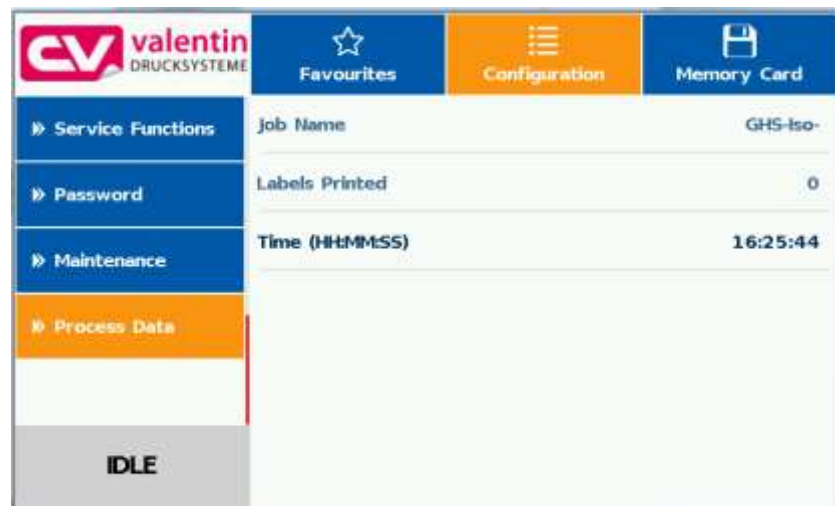 CV valentin
DRUCKSYSTEME
Favourites
Configuration
Memory Card
» Service Functions
» Password
» Maintenance
» Process Data
IDLE
Job Name GHS-Iso-
Labels Printed 0
Time (HH:MM:SS) 16:25:44